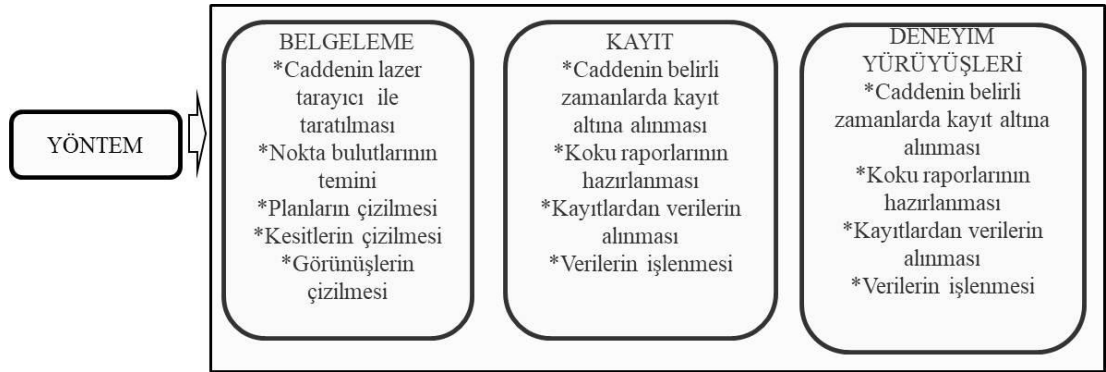 YÖNTEM
BELGELEME
*Caddenin lazer
tarayıcı ile
taratılması
*Nokta bulutlarının
temini
*Planların çizilmesi
*Kesitlerin çizilmesi
*Görünüşlerin
çizilmesi
KAYIT
*Caddenin belirli
zamanlarda kayıt
altına alınması
*Koku raporlarının
hazırlanması
*Kayıtlardan verilerin
alınması
*Verilerin işlenmesi
DENEYİM
YÜRÜYÜŞLERİ
*Caddenin belirli
zamanlarda kayıt altına
alınması
*Koku raporlarının
hazırlanması
*Kayıtlardan verilerin
alınması
*Verilerin işlenmesi